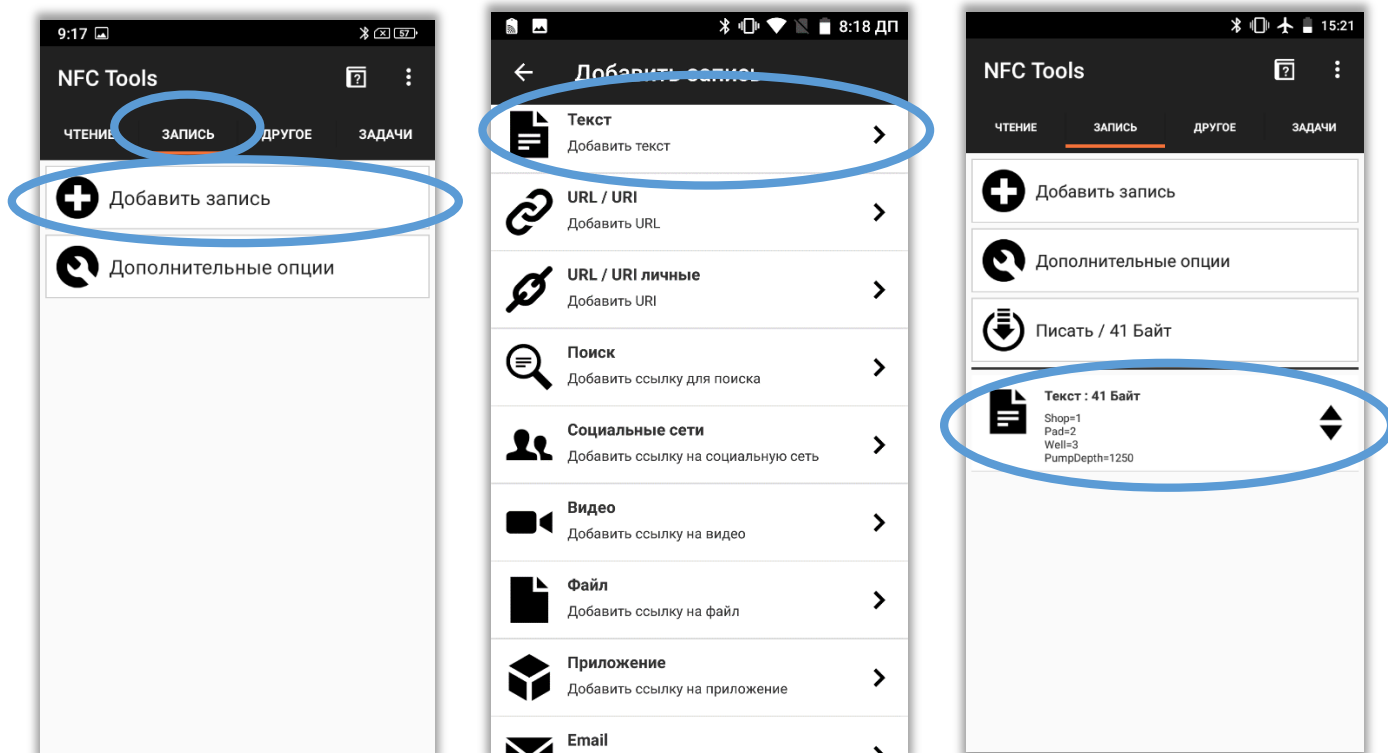 9:17
57
NFC Tools
ЧТЕНИЕ ЗАПИСЬ ДРУГОЕ ЗАДАЧИ
Добавить запись
Дополнительные опции
8:18 ДП
Добавить запись
Текст
Добавить текст
URL / URI
Добавить URL
URL / URI личные
Добавить URI
Поиск
Добавить ссылку для поиска
Социальные сети
Добавить ссылку на социальную сеть
Видео
Добавить ссылку на видео
Файл
Добавить ссылку на файл
Приложение
Добавить ссылку на приложение
Email
15:21
NFC Tools
ЧТЕНИЕ ЗАПИСЬ ДРУГОЕ ЗАДАЧИ
Добавить запись
Дополнительные опции
Писать / 41 Байт
Текст : 41 Байт
Shop=1
Pad=2
Well=3
PumpDepth=1250